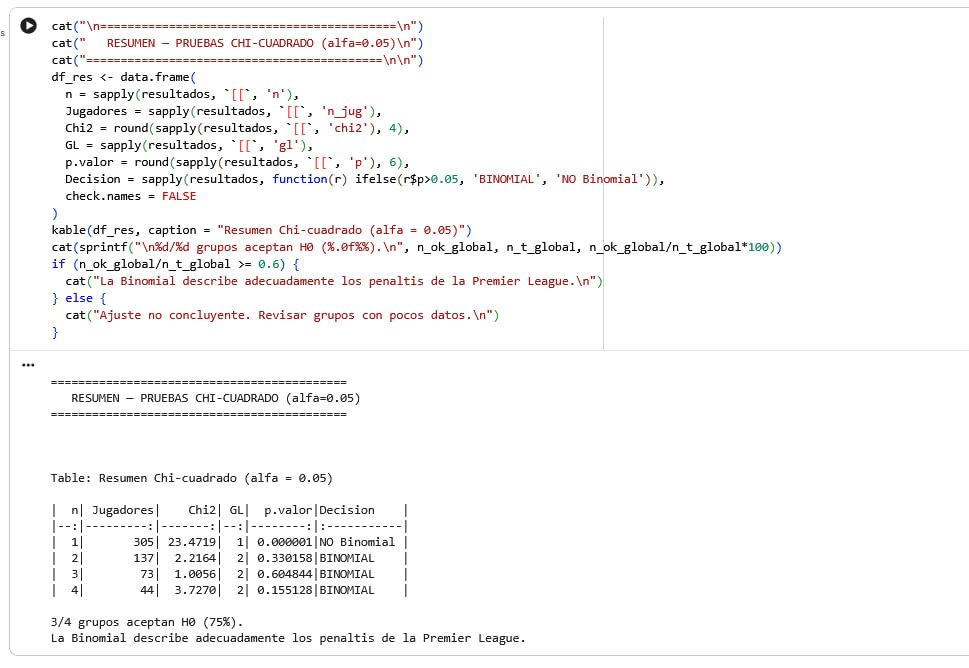 s
cat("\n===========================================\n")
cat("   RESUMEN — PRUEBAS CHI-CUADRADO (alfa=0.05)\n")
cat("===========================================\n\n")
df_res <- data.frame(
  n = sapply(resultados, `[[`, 'n'),
  Jugadores = sapply(resultados, `[[`, 'n_jug'),
  Chi2 = round(sapply(resultados, `[[`, 'chi2'), 4),
  GL = sapply(resultados, `[[`, 'gl'),
  p.valor = round(sapply(resultados, `[[`, 'p'), 6),
  Decision = sapply(resultados, function(r) ifelse(r$p>0.05, 'BINOMIAL', 'NO Binomial')),
  check.names = FALSE
)
kable(df_res, caption = "Resumen Chi-cuadrado (alfa = 0.05)")
cat(sprintf("\n%d/%d grupos aceptan H0 (%.0f%%).\n", n_ok_global, n_t_global, n_ok_global/n_t_global*100))
if (n_ok_global/n_t_global >= 0.6) {
  cat("La Binomial describe adecuadamente los penaltis de la Premier League.\n")
} else {
  cat("Ajuste no concluyente. Revisar grupos con pocos datos.\n")
}
===========================================
   RESUMEN — PRUEBAS CHI-CUADRADO (alfa=0.05)
===========================================
Table: Resumen Chi-cuadrado (alfa = 0.05)
|  n| Jugadores|    Chi2| GL|  p.valor|Decision    |
|--:|---------:|-------:|--:|--------:|:-----------|
|  1|       305| 23.4719|  1| 0.000001|NO Binomial |
|  2|       137|  2.2164|  2| 0.330158|BINOMIAL    |
|  3|        73|  1.0056|  2| 0.604844|BINOMIAL    |
|  4|        44|  3.7270|  2| 0.155128|BINOMIAL    |
3/4 grupos aceptan H0 (75%).
La Binomial describe adecuadamente los penaltis de la Premier League.